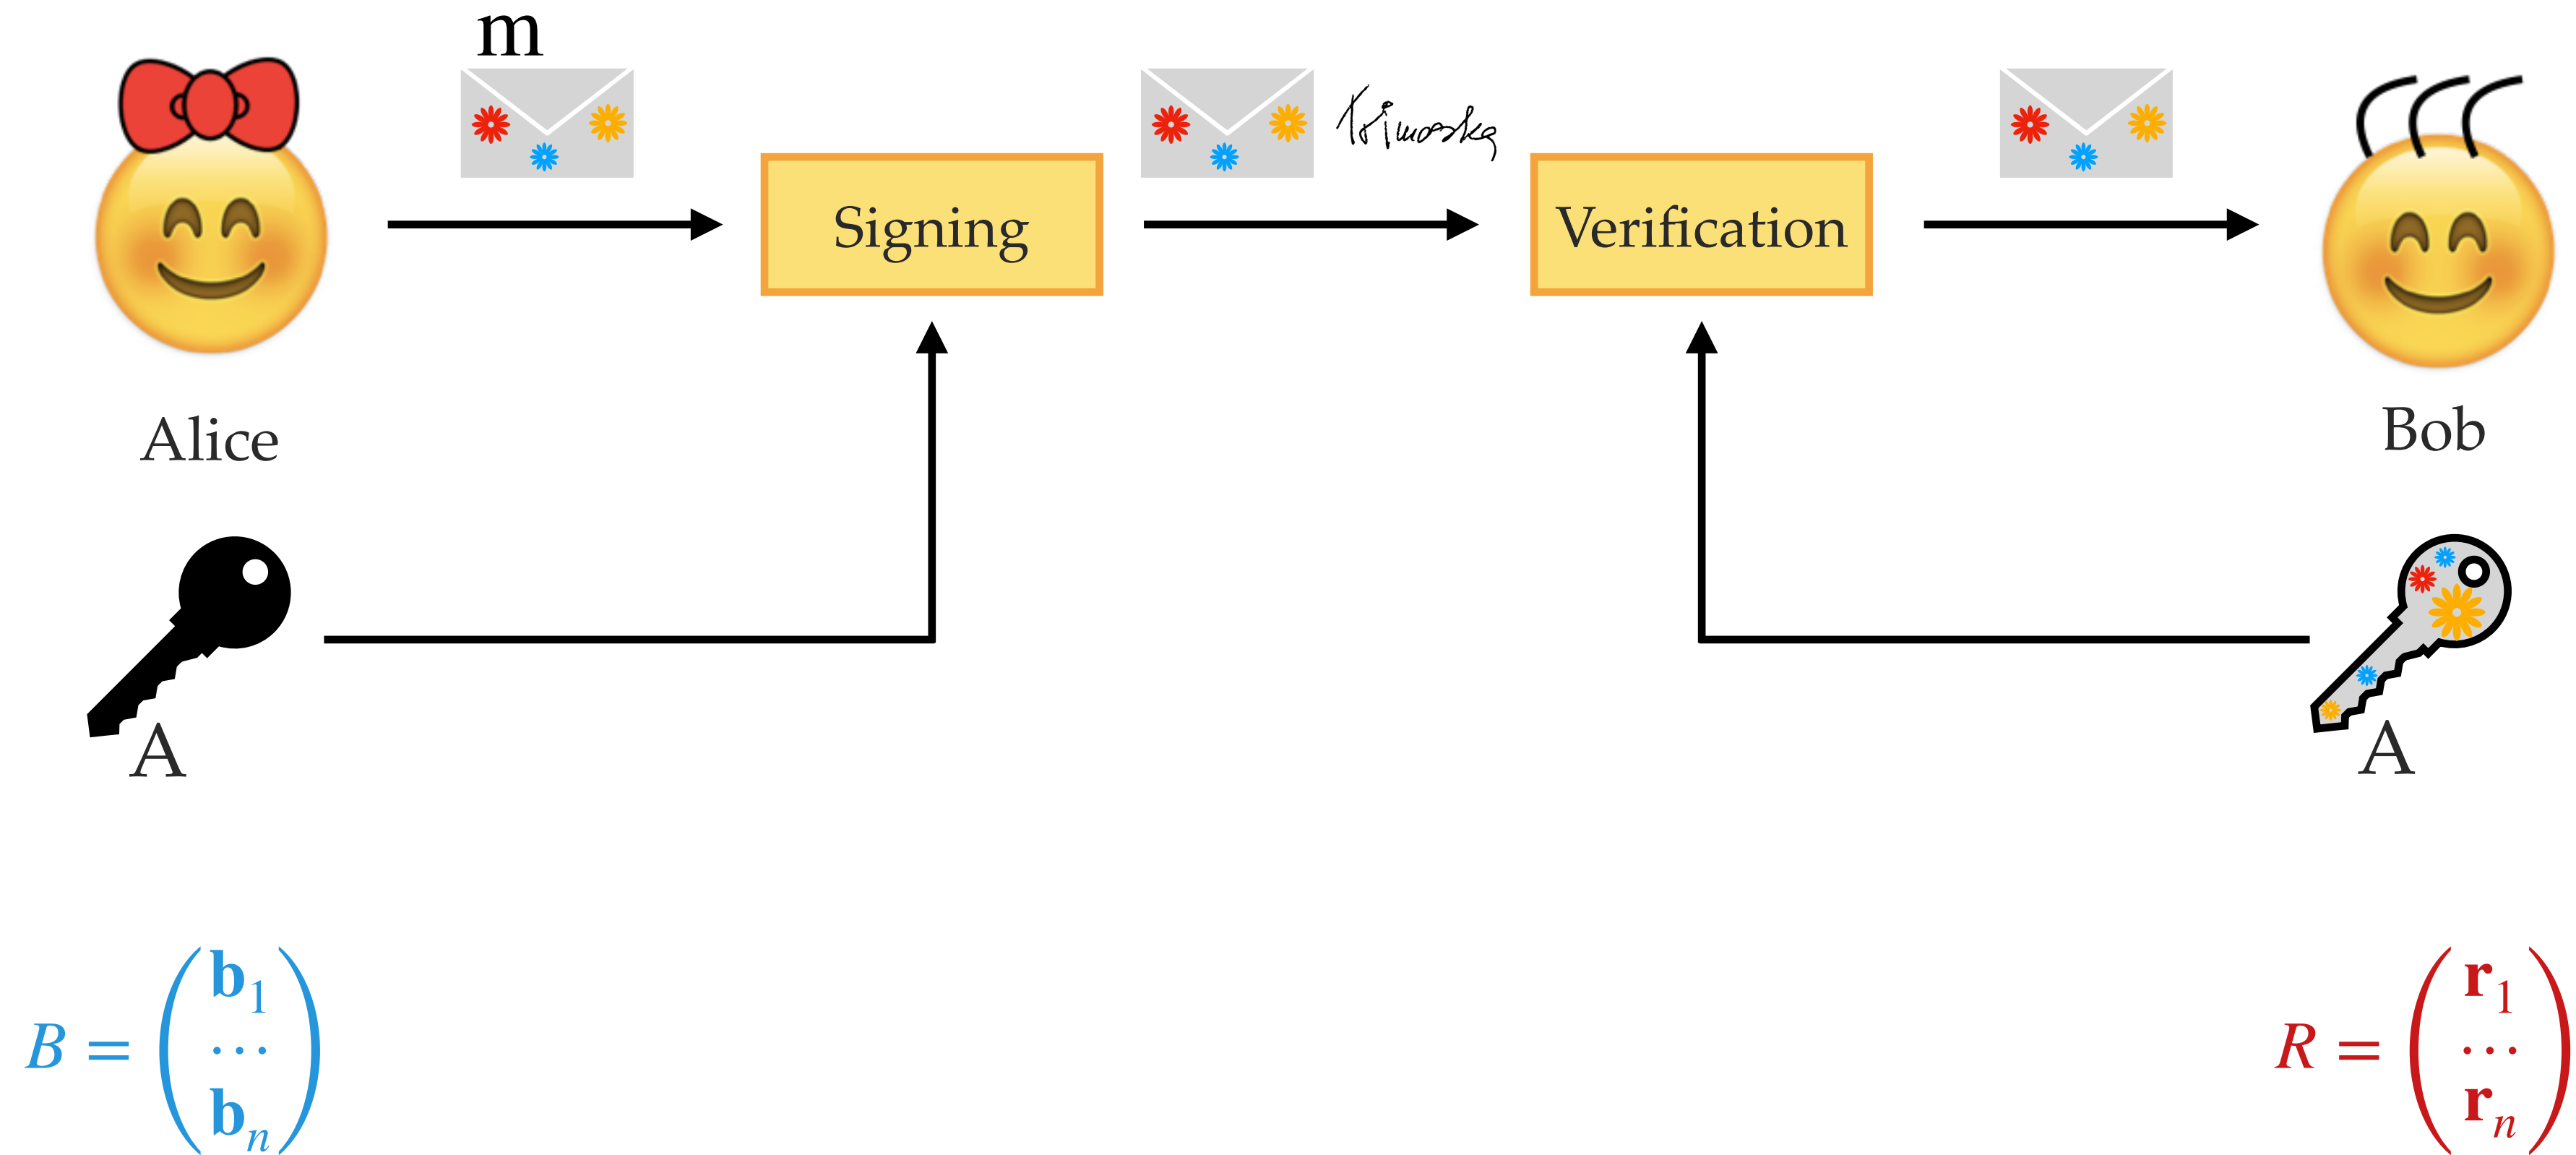 m
Signing
Verification
Alice
Bob
A
A
B = (b₁ ⋯ bₙ)
R = (r₁ ⋯ rₙ)